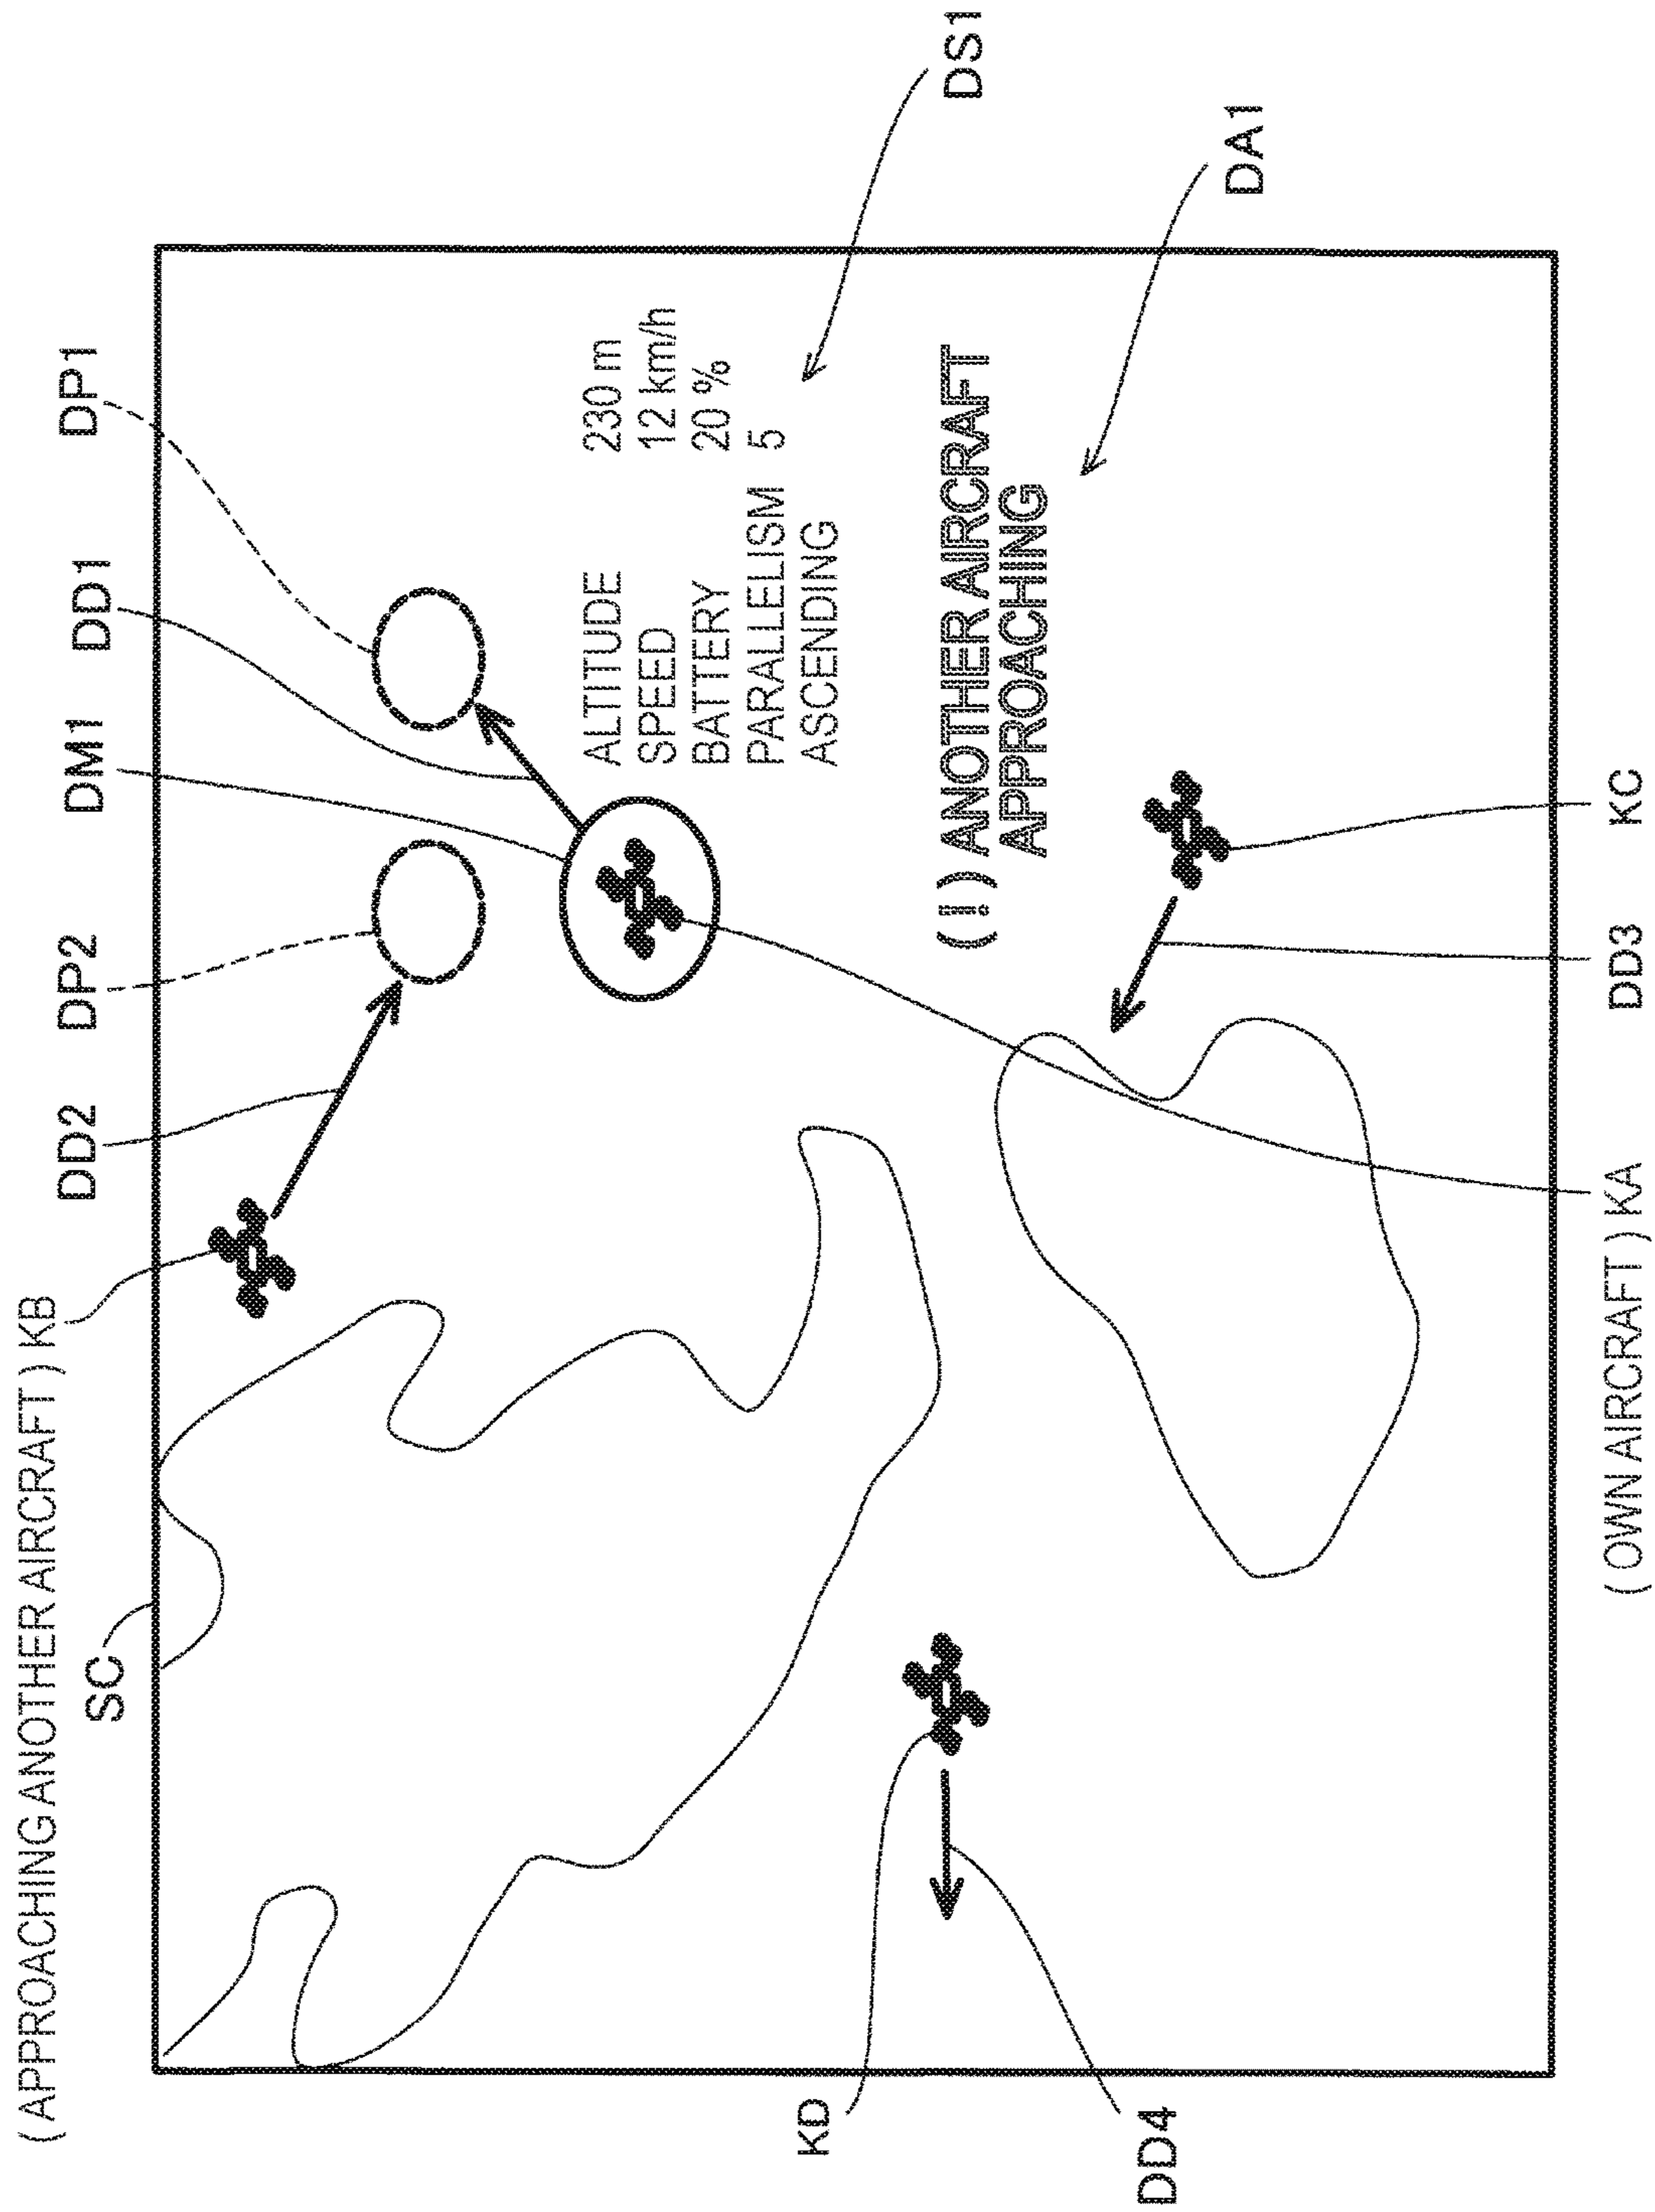 ( APPROACHING ANOTHER AIRCRAFT ) KB
SC
DD2
DP2
DM1
DD1
DP1
ALTITUDE 230 m
SPEED 12 km/h
BATTERY 20 %
PARALLELISM 5
ASCENDING
DS1
( ! ) ANOTHER AIRCRAFT
APPROACHING
DA1
KD
DD4
( OWN AIRCRAFT ) KA
DD3
KC